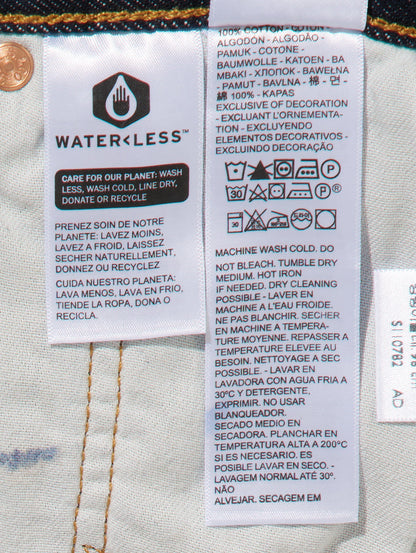 WATER<LESS™
CARE FOR OUR PLANET: WASH
LESS, WASH COLD, LINE DRY,
DONATE OR RECYCLE
PRENEZ SOIN DE NOTRE
PLANETE: LAVEZ MOINS,
LAVEZ A FROID, LAISSEZ
SECHER NATURELLEMENT,
DONNEZ OU RECYCLEZ
CUIDA NUESTRO PLANETA:
LAVA MENOS, LAVA EN FRIO,
TIENDE LA ROPA, DONA O
RECICLA.
100% COTTON -
ALGODÓN - ALGODÃO -
PAMUK - COTONE -
BAUMWOLLE - KATOEN - BA
MBAKI - ХЛОПОК - BAWEŁNA
- PAMUT - BAVLNA - 棉 - 면 -
綿 100% - KAPAS
EXCLUSIVE OF DECORATION
- EXCLUANT L'ORNEMENTA-
TION - EXCLUYENDO
ELEMENTOS DECORATIVOS -
EXCLUINDO DECORAÇÃO
P
30 P®
30
MACHINE WASH COLD. DO
NOT BLEACH. TUMBLE DRY
MEDIUM. HOT IRON
IF NEEDED. DRY CLEANING
POSSIBLE - LAVER EN
MACHINE A L'EAU FROIDE.
NE PAS BLANCHIR. SECHER
EN MACHINE A TEMPERA-
TURE MOYENNE. REPASSER A
TEMPERATURE ELEVEE AU
BESOIN. NETTOYAGE A SEC
POSSIBLE. - LAVAR EN
LAVADORA CON AGUA FRIA A
30ºC Y DETERGENTE,
EXPRIMIR. NO USAR
BLANQUEADOR.
SECADO MEDIO EN
SECADORA. PLANCHAR EN
TEMPERATURA ALTA A 200°C
SI ES NECESARIO. ES
POSIBLE LAVAR EN SECO. -
LAVAGEM MÁXIMO ATÉ 30º.
NÃO
ALVEJAR. SECAGEM EM
AD